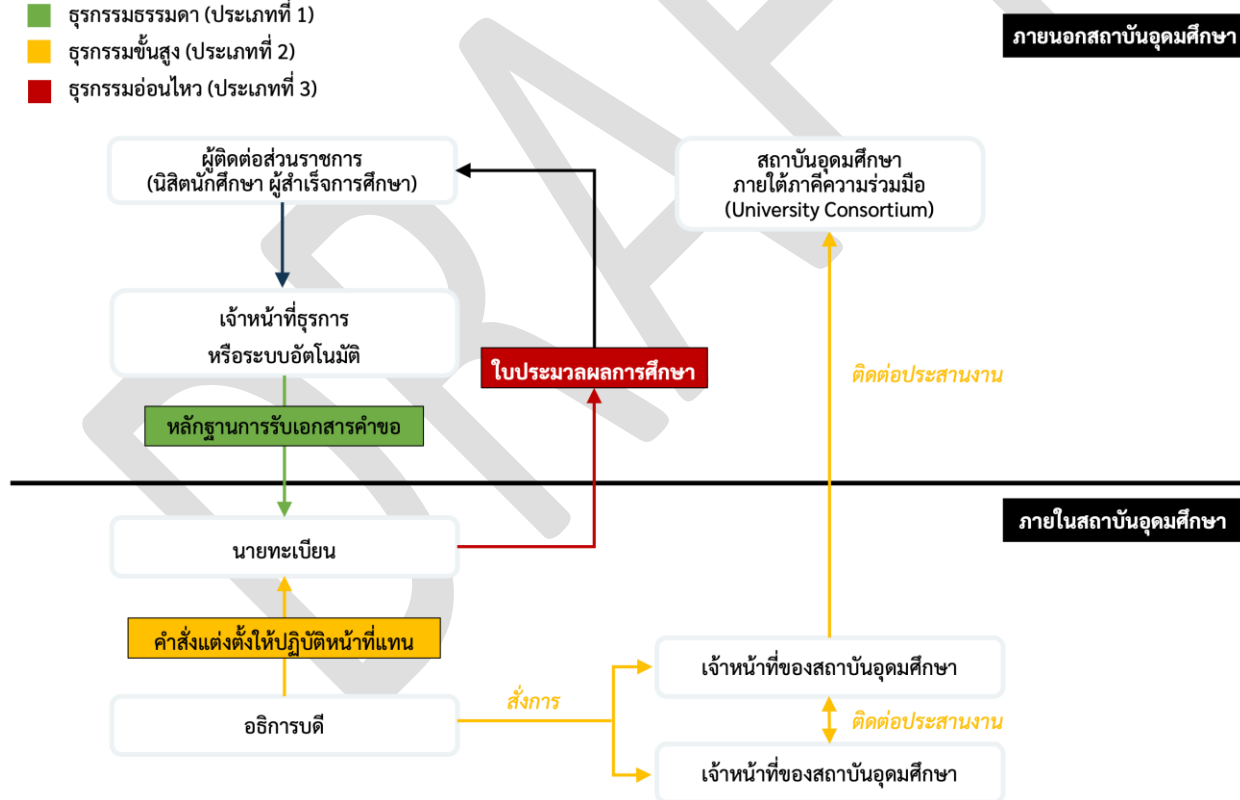 ธุรกรรมธรรมดา (ประเภทที่ 1)
ธุรกรรมขั้นสูง (ประเภทที่ 2)
ธุรกรรมอ่อนไหว (ประเภทที่ 3)
ภายนอกสถาบันอุดมศึกษา
ผู้ติดต่อส่วนราชการ
(นิสิตนักศึกษา ผู้สำเร็จการศึกษา)
สถาบันอุดมศึกษา
ภายใต้ภาคีความร่วมมือ
(University Consortium)
เจ้าหน้าที่ธุรการ
หรือระบบอัตโนมัติ
ใบประมวลผลการศึกษา
ติดต่อประสานงาน
หลักฐานการรับเอกสารคำขอ
ภายในสถาบันอุดมศึกษา
นายทะเบียน
คำสั่งแต่งตั้งให้ปฏิบัติหน้าที่แทน
เจ้าหน้าที่ของสถาบันอุดมศึกษา
สั่งการ
อธิการบดี
ติดต่อประสานงาน
เจ้าหน้าที่ของสถาบันอุดมศึกษา
DRAF